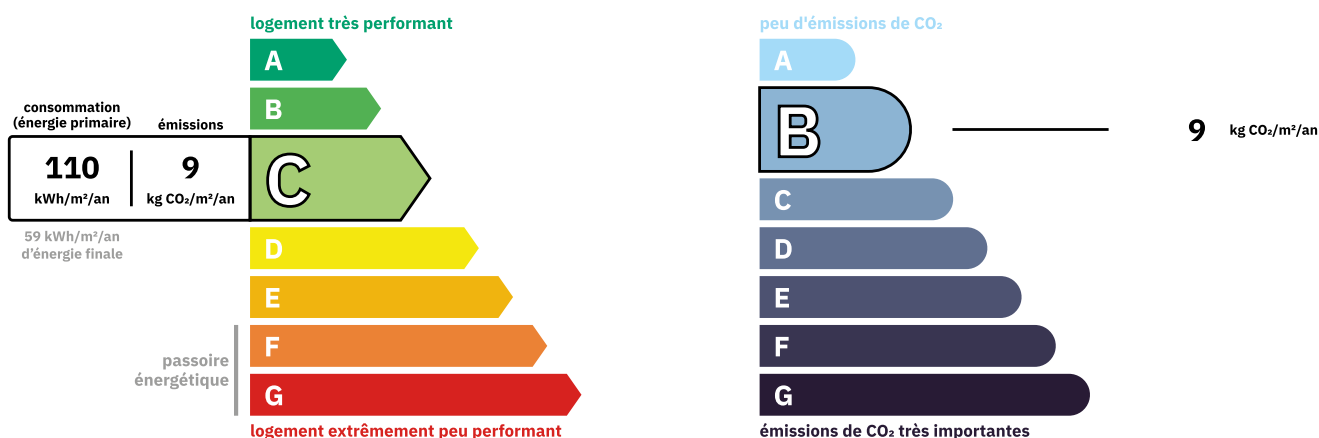 logement très performant
A
B
consommation
(énergie primaire)
émissions
110
kWh/m²/an
9
kg CO₂/m²/an
C
59 kWh/m²/an
d'énergie finale
D
E
passoire
énergétique
F
G
logement extrêmement peu performant
peu d'émissions de CO₂
A
B
9 kg CO₂/m²/an
C
D
E
F
G
émissions de CO₂ très importantes